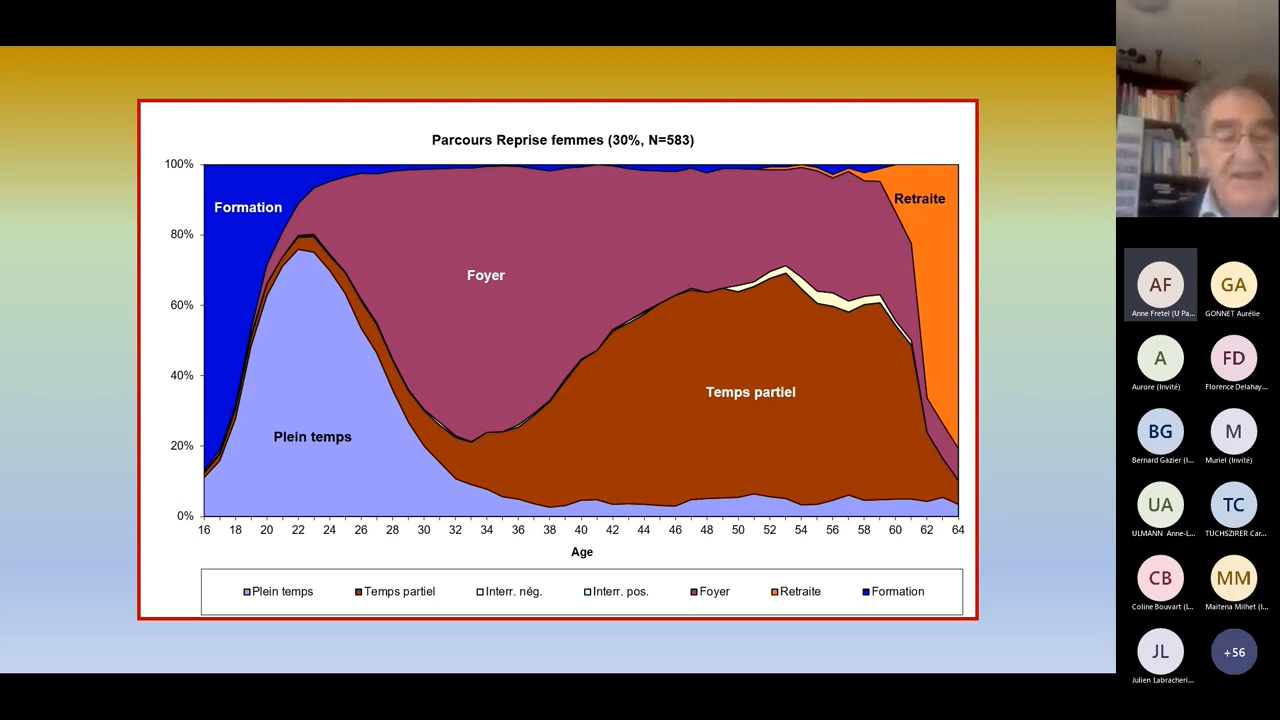 Parcours Reprise femmes (30%, N=583)
100%
80%
60%
40%
20%
0%
Formation
Foyer
Retraite
Temps partiel
Plein temps
16 18 20 22 24 26 28 30 32 34 36 38 40 42 44 46 48 50 52 54 56 58 60 62 64
Age
Plein temps Temps partiel Interr. nég. Interr. pos. Foyer Retraite Formation
AF GA
Anne Fretel (U Pa... GONNET Aurélie
A FD
Aurore (Invité) Florence Delahay...
BG M
Bernard Gazier (I... Muriel (Invité)
UA TC
ULMANN Anne-L... TUCHSZIRER Car...
CB MM
Coline Bouvart (I... Maitena Milhet (I...
JL +56
Julien Labracheri...